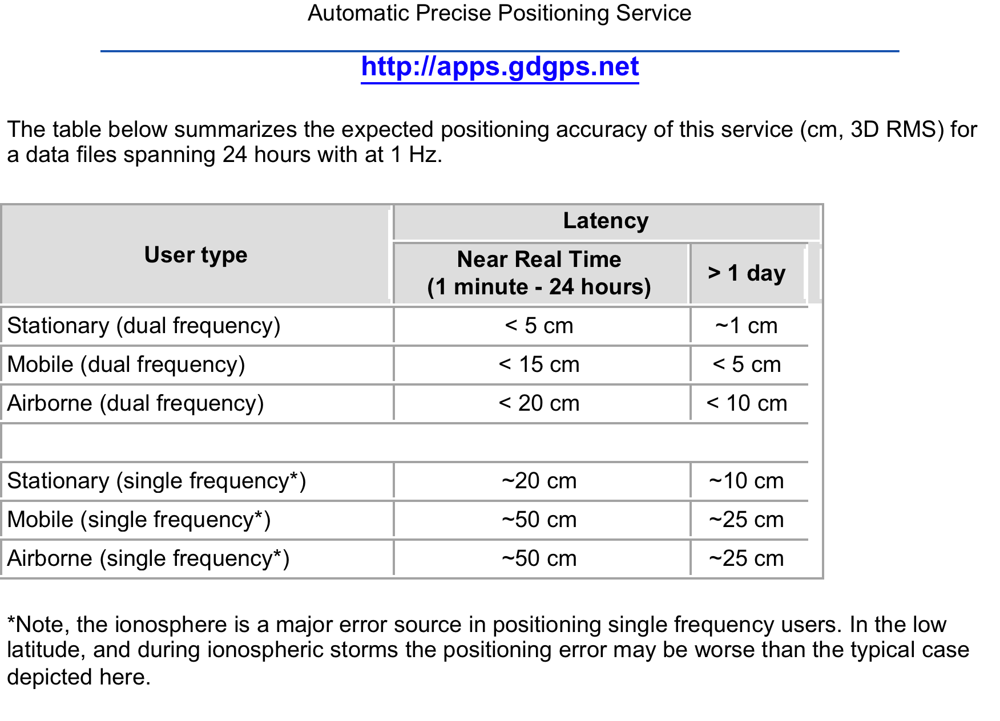 Automatic Precise Positioning Service
http://apps.gdgps.net
The table below summarizes the expected positioning accuracy of this service (cm, 3D RMS) for
a data files spanning 24 hours with at 1 Hz.
User type
Latency
Near Real Time
(1 minute - 24 hours)
> 1 day
Stationary (dual frequency) < 5 cm ~1 cm
Mobile (dual frequency) < 15 cm < 5 cm
Airborne (dual frequency) < 20 cm < 10 cm
Stationary (single frequency*) ~20 cm ~10 cm
Mobile (single frequency*) ~50 cm ~25 cm
Airborne (single frequency*) ~50 cm ~25 cm
*Note, the ionosphere is a major error source in positioning single frequency users. In the low
latitude, and during ionospheric storms the positioning error may be worse than the typical case
depicted here.